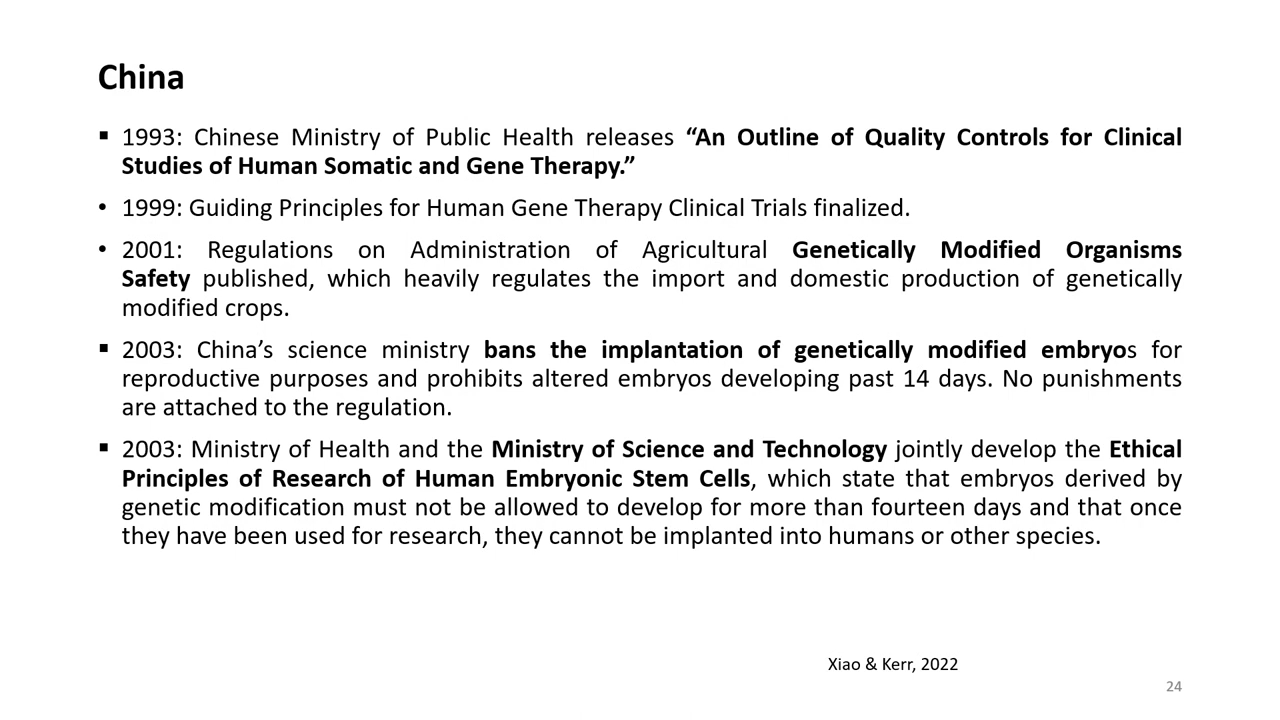 China
▪ 1993: Chinese Ministry of Public Health releases “An Outline of Quality Controls for Clinical
Studies of Human Somatic and Gene Therapy.”
• 1999: Guiding Principles for Human Gene Therapy Clinical Trials finalized.
• 2001: Regulations on Administration of Agricultural Genetically Modified Organisms
Safety published, which heavily regulates the import and domestic production of genetically
modified crops.
▪ 2003: China’s science ministry bans the implantation of genetically modified embryos for
reproductive purposes and prohibits altered embryos developing past 14 days. No punishments
are attached to the regulation.
▪ 2003: Ministry of Health and the Ministry of Science and Technology jointly develop the Ethical
Principles of Research of Human Embryonic Stem Cells, which state that embryos derived by
genetic modification must not be allowed to develop for more than fourteen days and that once
they have been used for research, they cannot be implanted into humans or other species.
Xiao & Kerr, 2022
24